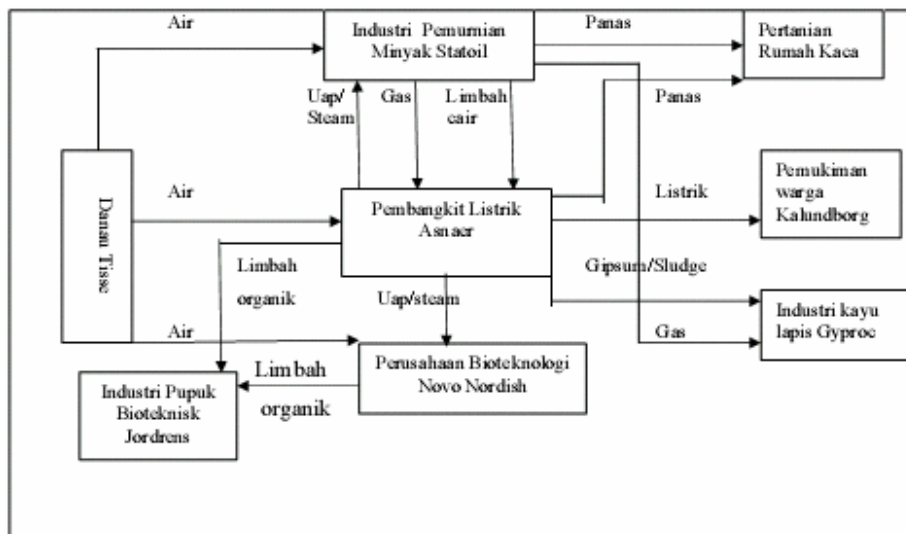 Air
Industri Pemurnian
Minyak Statoil
Panas
Pertanian
Rumah Kaca
Uap/
Steam
Gas
Limbah
cair
Panas
Danau Tisse
Air
Pembangkit Listrik
Asnaer
Listrik
Pemukiman
warga
Kalundborg
Limbah
organik
Uap/steam
Gipsum/Sludge
Air
Gas
Industri kayu
lapis Gyproc
Perusahaan Bioteknologi
Novo Nordish
Limbah
organik
Industri Pupuk
Bioteknisk
Jordrens